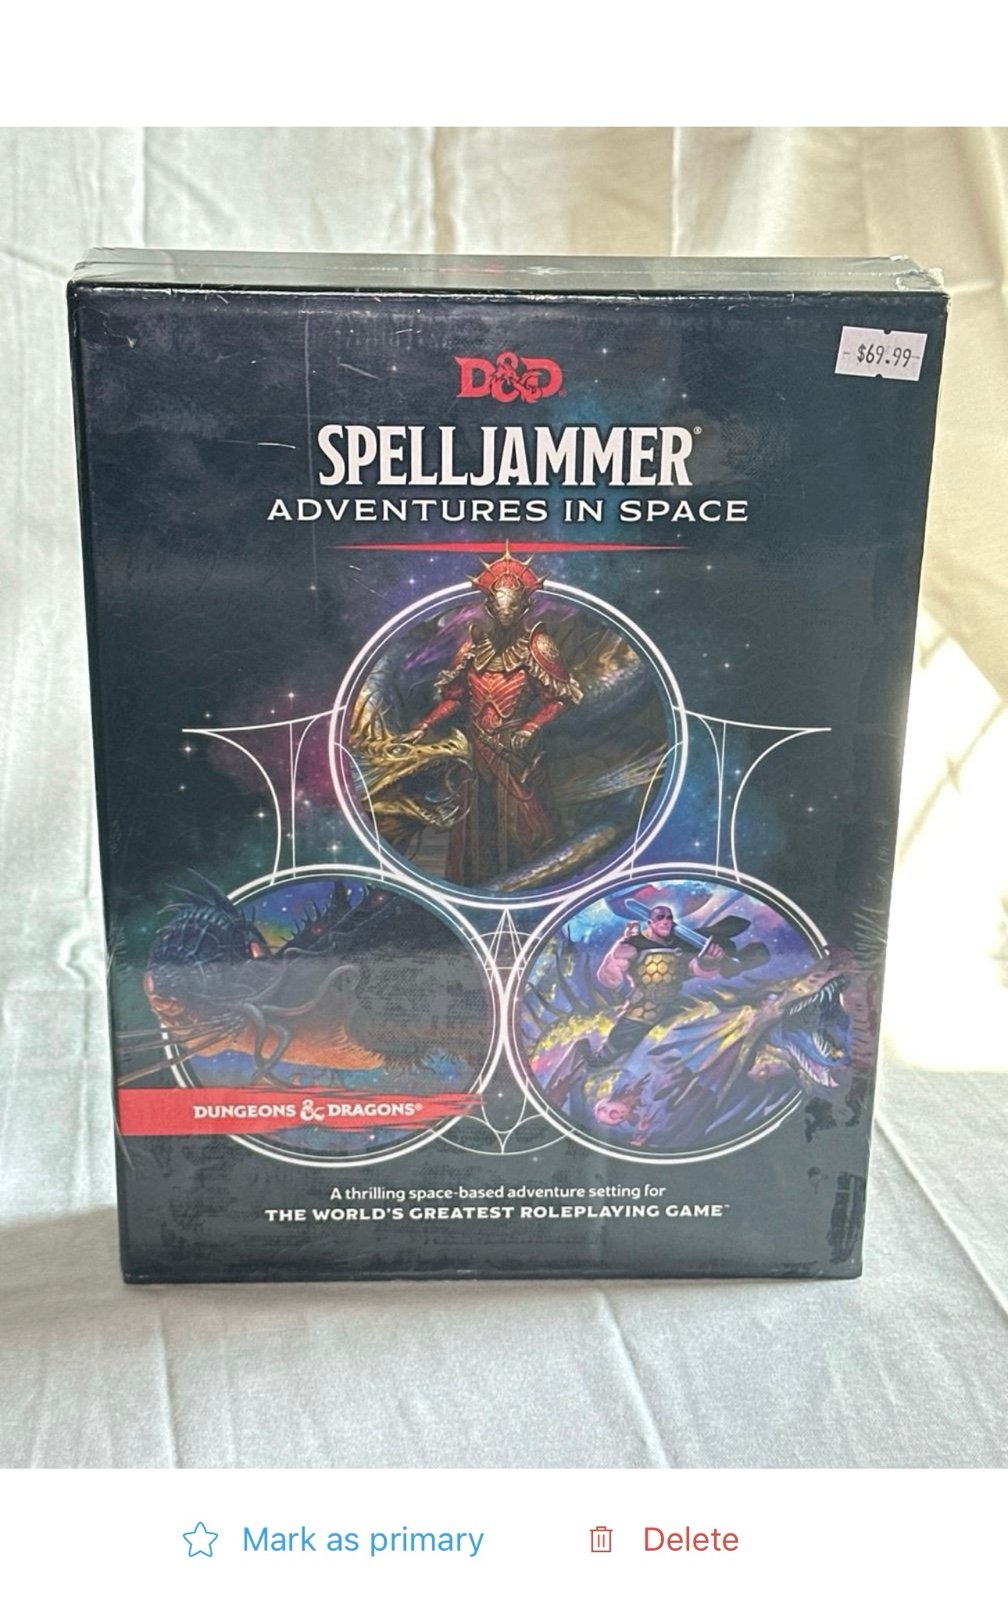 - $69.99-
D&D®
SPELLJAMMER®
ADVENTURES IN SPACE
DUNGEONS & DRAGONS®
A thrilling space-based adventure setting for
THE WORLD'S GREATEST ROLEPLAYING GAME™
Mark as primary
Delete